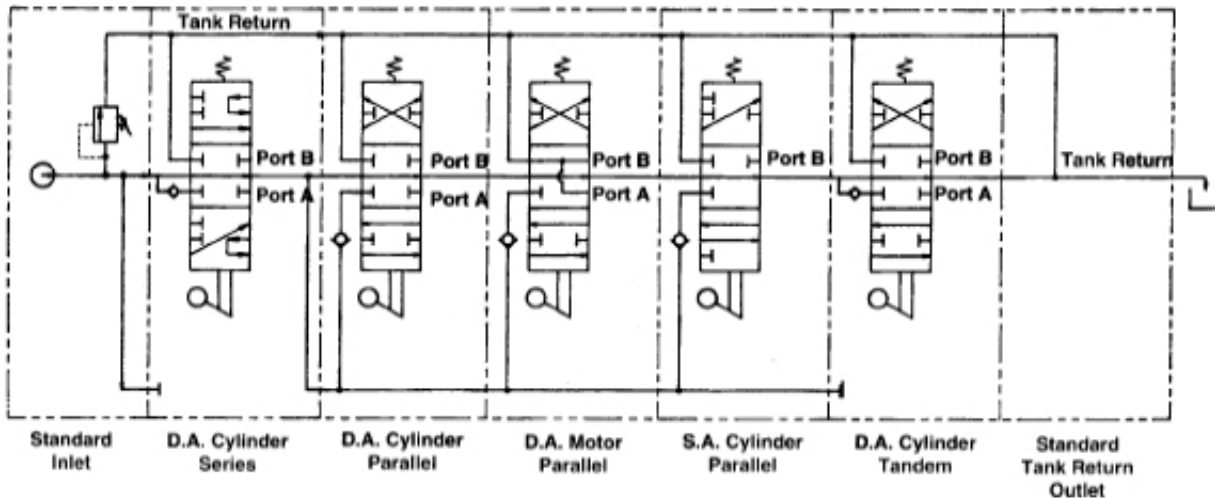 Tank Return
Port B
Port A
Port B
Port A
Port B
Port A
Port B
Port B
Port A
Tank Return
Standard
Inlet
D.A. Cylinder
Series
D.A. Cylinder
Parallel
D.A. Motor
Parallel
S.A. Cylinder
Parallel
D.A. Cylinder
Tandem
Standard
Tank Return
Outlet